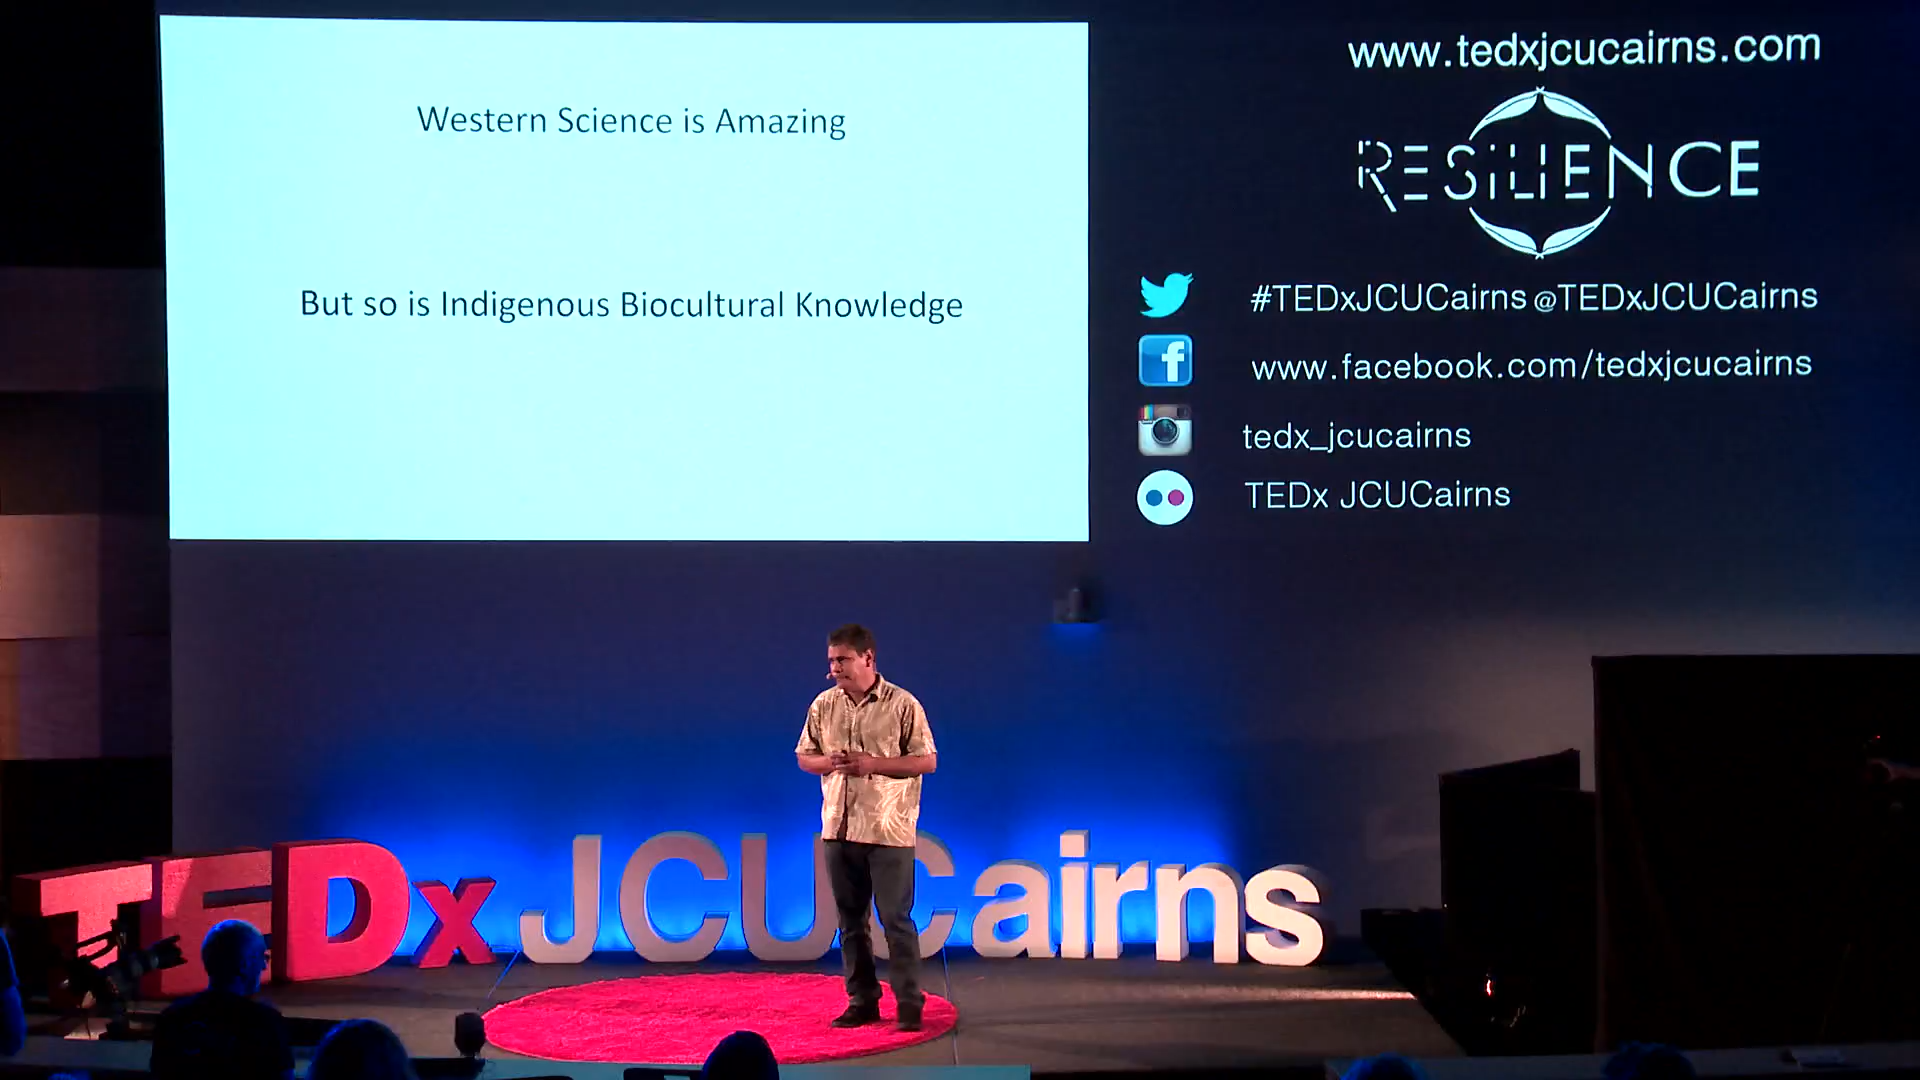 Western Science is Amazing
But so is Indigenous Biocultural Knowledge
www.tedxjcucairns.com
RESILIENCE
#TEDxJCUCairns @TEDxJCUCairns
www.facebook.com/tedxjcucairns
tedx_jcucairns
TEDx JCUCairns
TEDx JCUCairns